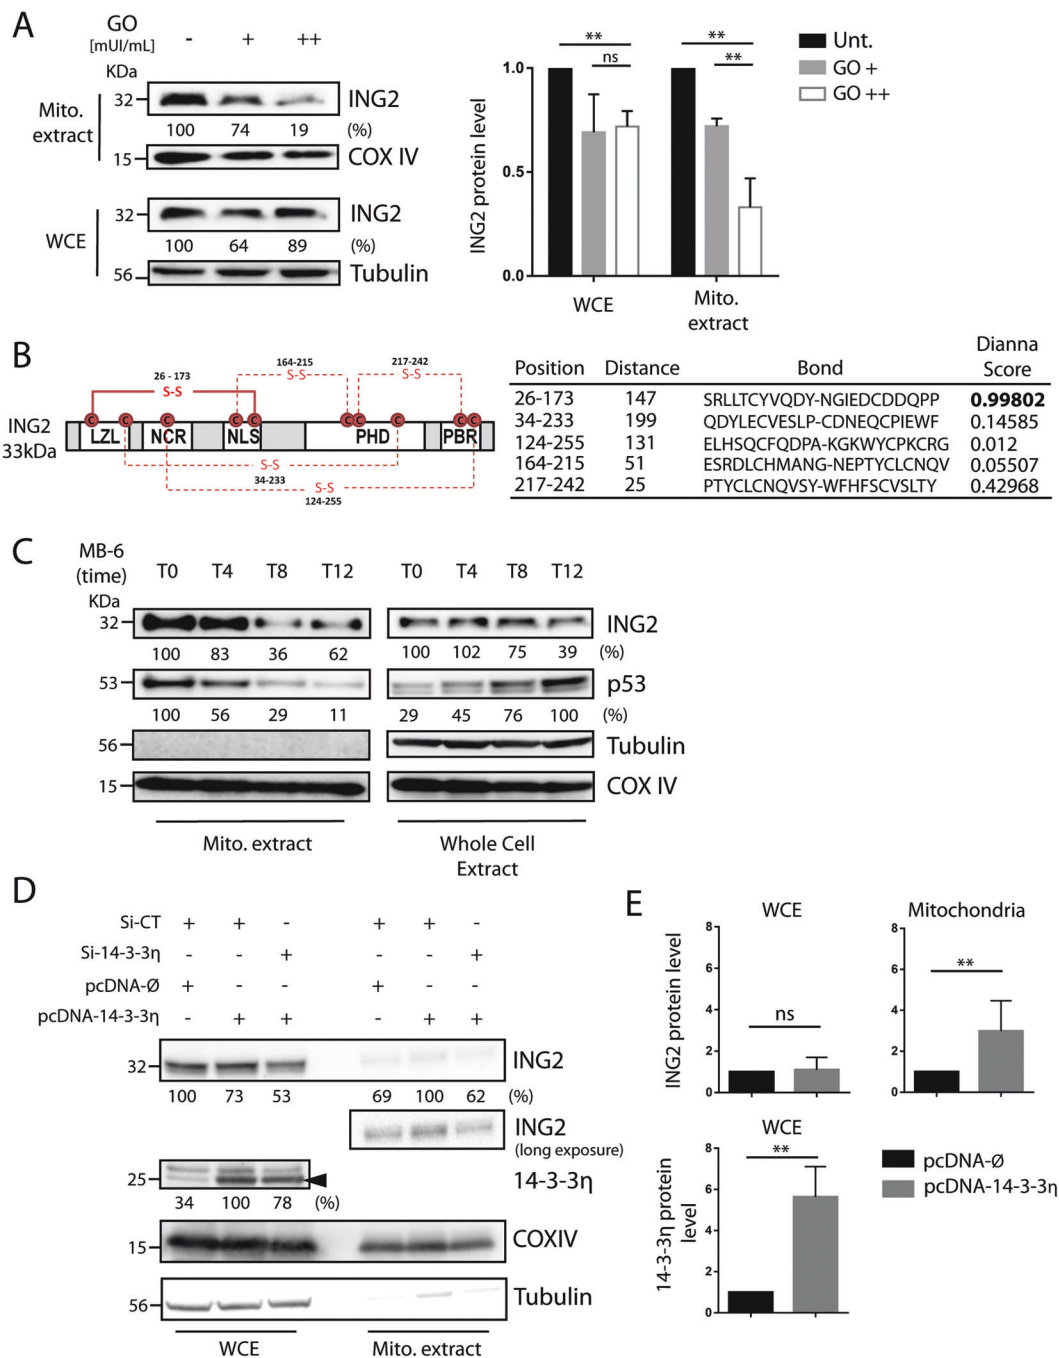 A
GO
[mUI/mL]
- + ++
KDa
Mito.
extract
32
ING2
100 74 19 (%)
15
COX IV
WCE
32
ING2
100 64 89 (%)
56
Tubulin
ING2 protein level
1.0
0.5
0.0
** ns ** **
WCE
Mito.
extract
Unt.
GO +
GO ++
B
ING2
33kDa
26 - 173
S-S
164-215
S-S
217-242
S-S
C C C C C C C C C C
LZL NCR NLS PHD PBR
S-S
34-233
S-S
124-255
Dianna
Position Distance Bond Score
26-173 147 SRLLTCYVQDY-NGIEDCDDQPP 0.99802
34-233 199 QDYLECVESLP-CDNEQCPIEWF 0.14585
124-255 131 ELHSQCFQDPA-KGKWYCPKCRG 0.012
164-215 51 ESRDLCHMANG-NEPTYCLCNQV 0.05507
217-242 25 PTYCLCNQVSY-WFHFSCVSLTY 0.42968
C
MB-6
(time)
T0 T4 T8 T12 T0 T4 T8 T12
KDa
32
ING2
100 83 36 62 100 102 75 39 (%)
53
p53
100 56 29 11 29 45 76 100 (%)
56
Tubulin
15
COX IV
Mito. extract
Whole Cell
Extract
D
Si-CT + + - + + -
Si-14-3-3η - - + - - +
pcDNA-Ø + - - + - -
pcDNA-14-3-3η - + + - + +
32
ING2
100 73 53 69 100 62 (%)
ING2
(long exposure)
25
14-3-3η
34 100 78 (%)
15
COXIV
56
Tubulin
WCE
Mito. extract
E
WCE
ING2 protein level
8
6
4
2
0
ns
Mitochondria
8
6
4
2
0
**
WCE
14-3-3η protein
level
8
6
4
2
0
**
pcDNA-Ø
pcDNA-14-3-3η